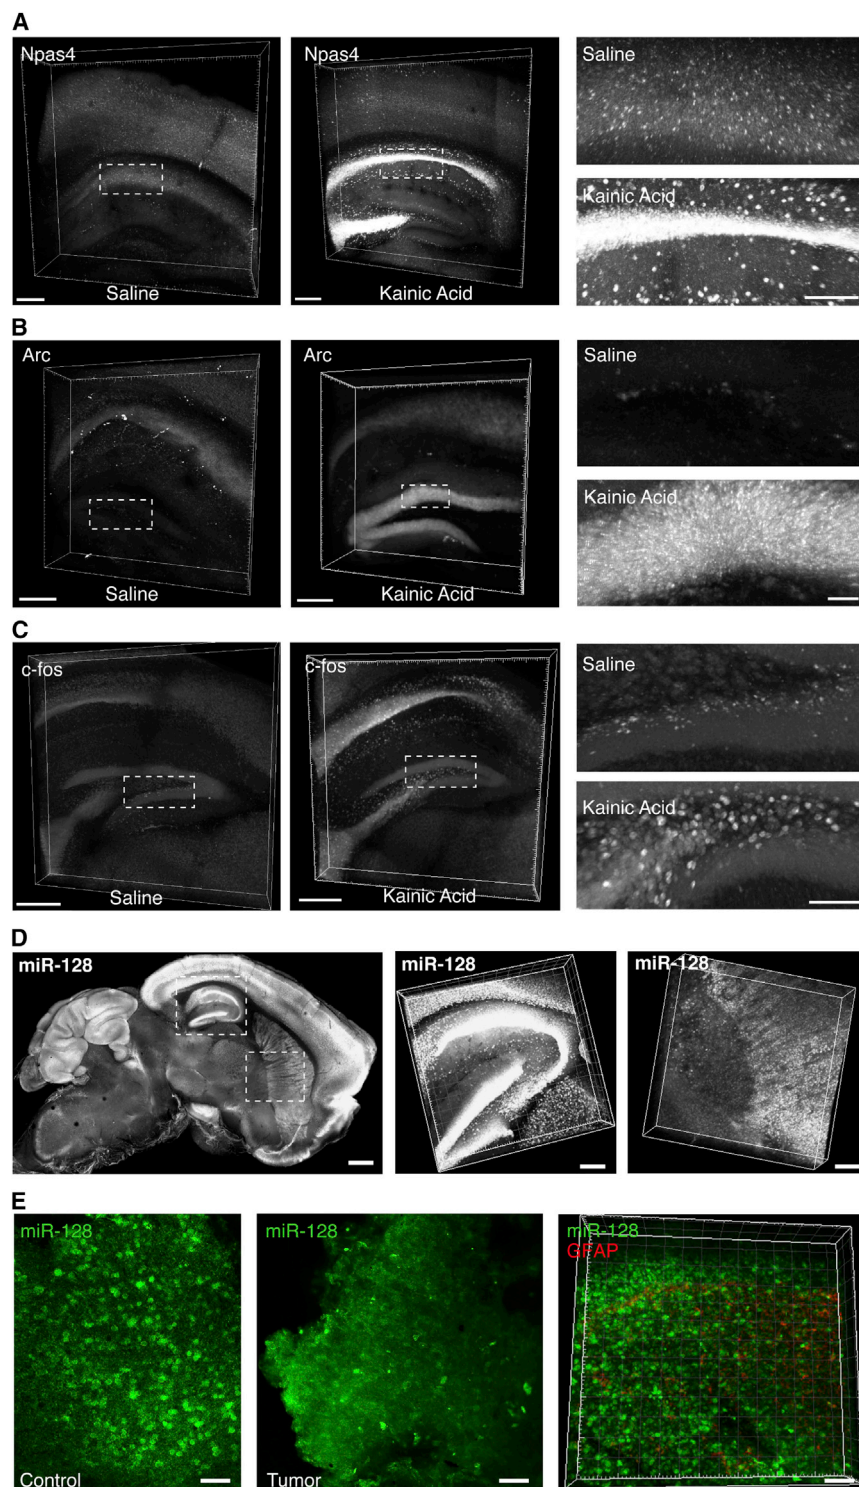 A
Npas4
Saline
Npas4
Kainic Acid
Saline
Kainic Acid
B
Arc
Saline
Arc
Kainic Acid
Saline
Kainic Acid
C
c-fos
Saline
c-fos
Kainic Acid
Saline
Kainic Acid
D
miR-128
miR-128
miR-128
E
miR-128
Control
miR-128
Tumor
miR-128
GFAP